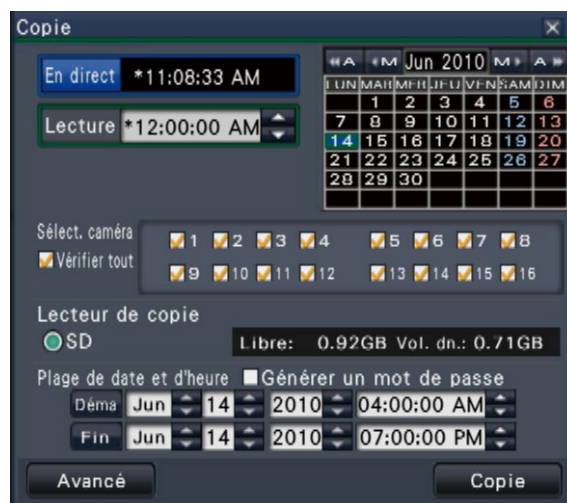 Copie
En direct *11:08:33 AM
Lecture *12:00:00 AM
A M Jun 2010 M A
LUN MAR MER JEU VEN SAM DIM
1 2 3 4 5 6
7 8 9 10 11 12 13
14 15 16 17 18 19 20
21 22 23 24 25 26 27
28 29 30
Sélect. caméra
Vérifier tout
1 2 3 4 5 6 7 8
9 10 11 12 13 14 15 16
Lecteur de copie
SD Libre: 0.92GB Vol. dn.: 0.71GB
Plage de date et d'heure Générer un mot de passe
Déma Jun 14 2010 04:00:00 AM
Fin Jun 14 2010 07:00:00 PM
Avancé Copie